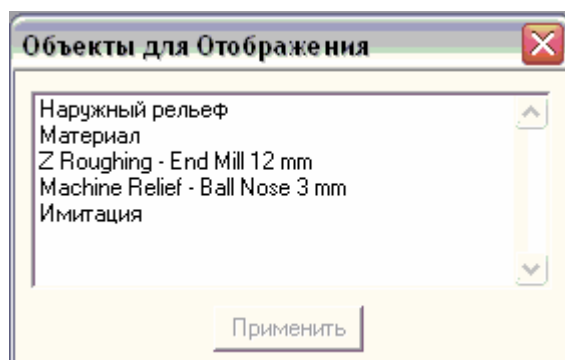 Объекты для Отображения
Наружный рельеф
Материал
Z Roughing - End Mill 12 mm
Machine Relief - Ball Nose 3 mm
Имитация
Применить